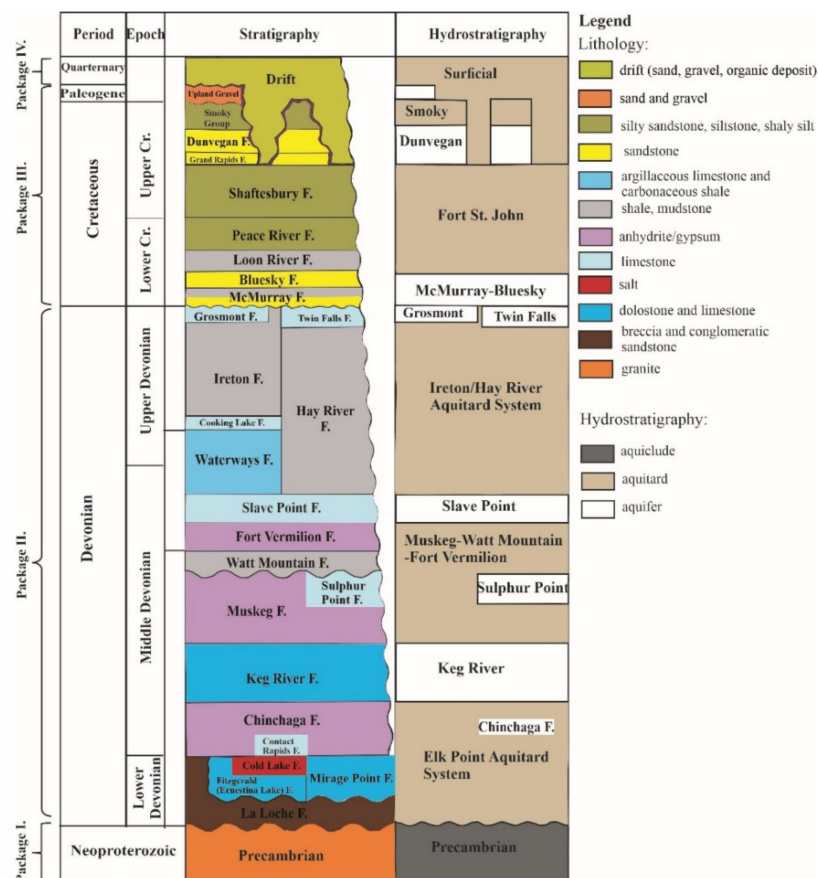 Period
Epoch
Stratigraphy
Hydrostratigraphy
Package IV.
Quarternary
Paleogene
Package III.
Cretaceous
Upper Cr.
Lower Cr.
Package II.
Devonian
Upper Devonian
Middle Devonian
Lower
Devonian
Package I.
Neoproterozoic
Drift
Upland Gravel
Smoky
Group
Dunvegan F.
Grand Rapids F.
Shaftesbury F.
Peace River F.
Loon River F.
Bluesky F.
McMurray F.
Grosmont F.
Twin Falls F.
Ireton F.
Hay River
F.
Cooking Lake F.
Waterways F.
Slave Point F.
Fort Vermilion F.
Watt Mountain F.
Sulphur
Point F.
Muskeg F.
Keg River F.
Chinchaga F.
Contact
Rapids F.
Cold Lake F.
Fitzgerald
(Ernestina Lake) F.
Mirage Point F.
La Loche F.
Precambrian
Surficial
Smoky
Dunvegan
Fort St. John
McMurray-Bluesky
Grosmont
Twin Falls
Ireton/Hay River
Aquitard System
Slave Point
Muskeg-Watt Mountain
-Fort Vermilion
Sulphur Point
Keg River
Chinchaga F.
Elk Point Aquitard
System
Precambrian
Legend
Lithology:
drift (sand, gravel, organic deposit)
sand and gravel
silty sandstone, siltstone, shaly silt
sandstone
argillaceous limestone and
carbonaceous shale
shale, mudstone
anhydrite/gypsum
limestone
salt
dolostone and limestone
breccia and conglomeratic
sandstone
granite
Hydrostratigraphy:
aquiclude
aquitard
aquifer